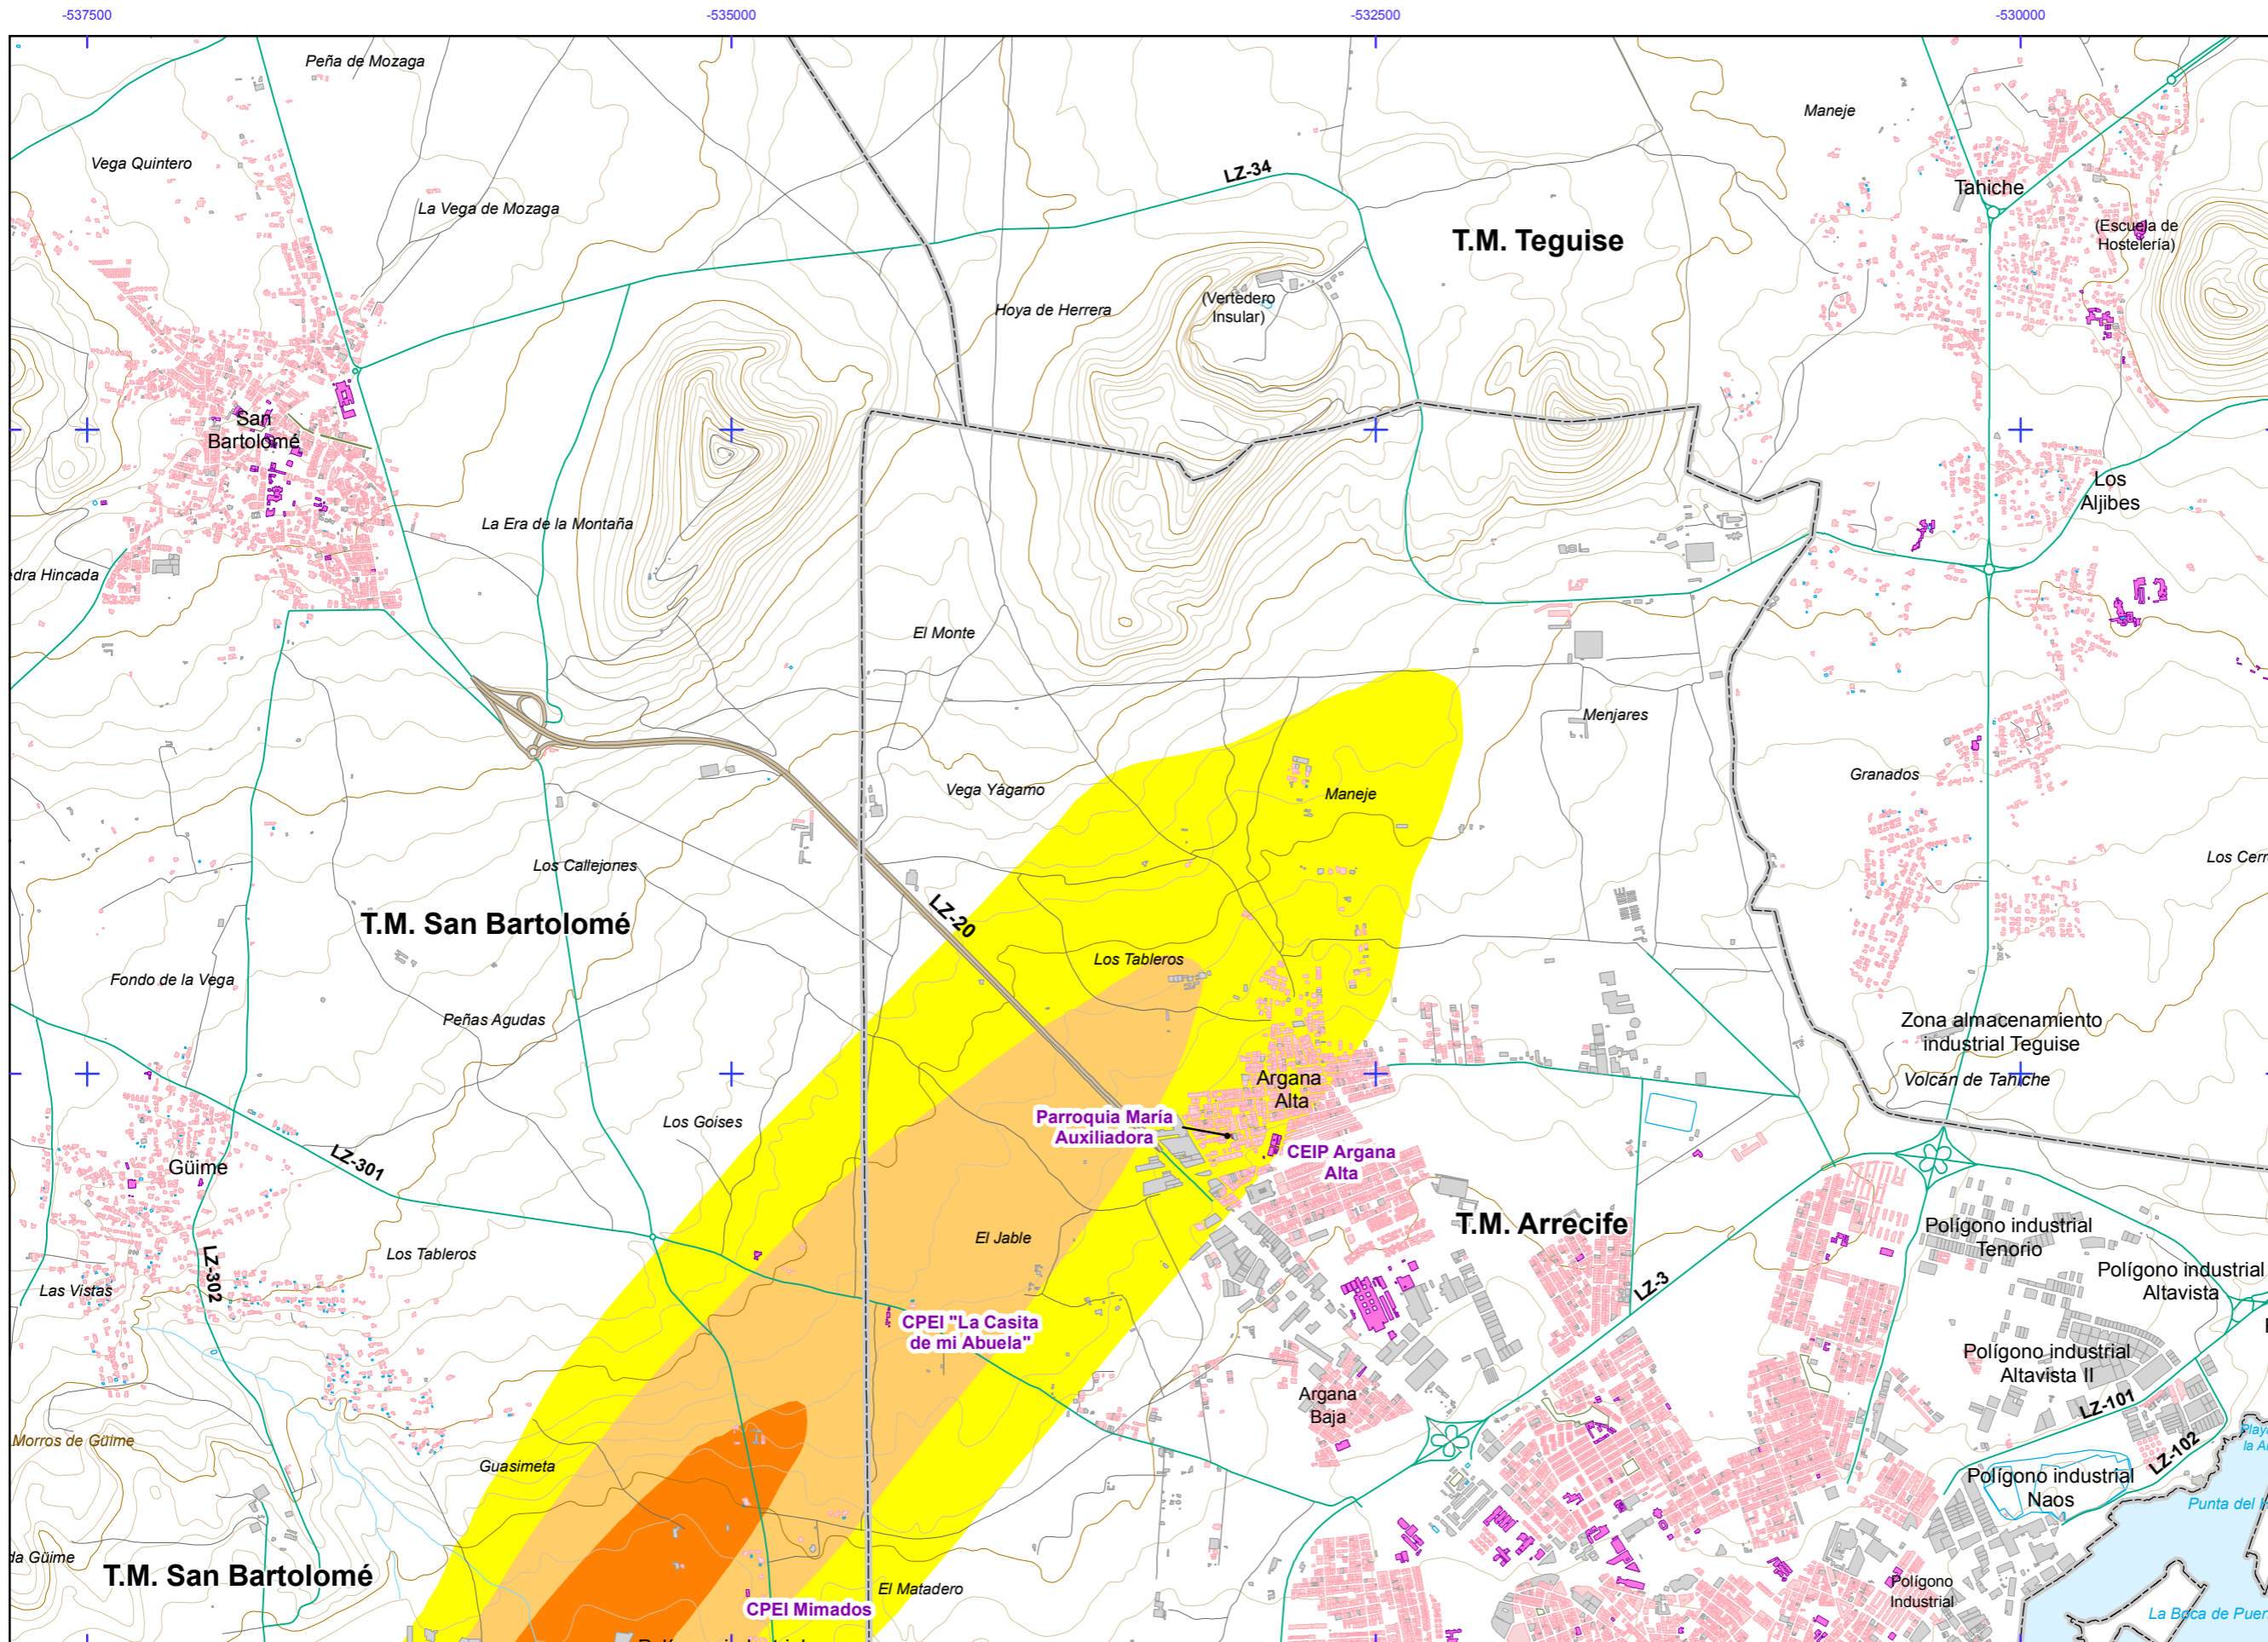 -537500
-535000
-532500
-530000
Peña de Mozaga
Maneje
Vega Quintero
LZ-34
Tahiche
La Vega de Mozaga
(Escuela de
Hostelería)
T.M. Teguise
(Vertedero
Insular)
Hoya de Herrera
San
Bartolomé
Los
Aljibes
La Era de la Montaña
Hincada
El Monte
Menjares
Granados
Vega Yágamo
Maneje
Los Callejones
Los
LZ-20
T.M. San Bartolomé
Los Tableros
Fondo de la Vega
Peñas Agudas
Zona almacenamiento
industrial Teguise
Volcán de Tahiche
Argana
Alta
Parroquia María
Auxiliadora
Los Goises
CEIP Argana
Alta
LZ-301
Güime
T.M. Arrecife
Polígono industrial
Tenorio
El Jable
Los Tableros
LZ-302
Las Vistas
LZ-3
Polígono industrial
Altavista
CPEI "La Casita
de mi Abuela"
Polígono industrial
Altavista II
Argana
Baja
LZ-101
Morros de Güime
LZ-102
Guasimeta
Polígono industrial
Naos
Punta del
Güime
T.M. San Bartolomé
El Matadero
Polígono
Industrial
CPEI Mimados
La Boca de